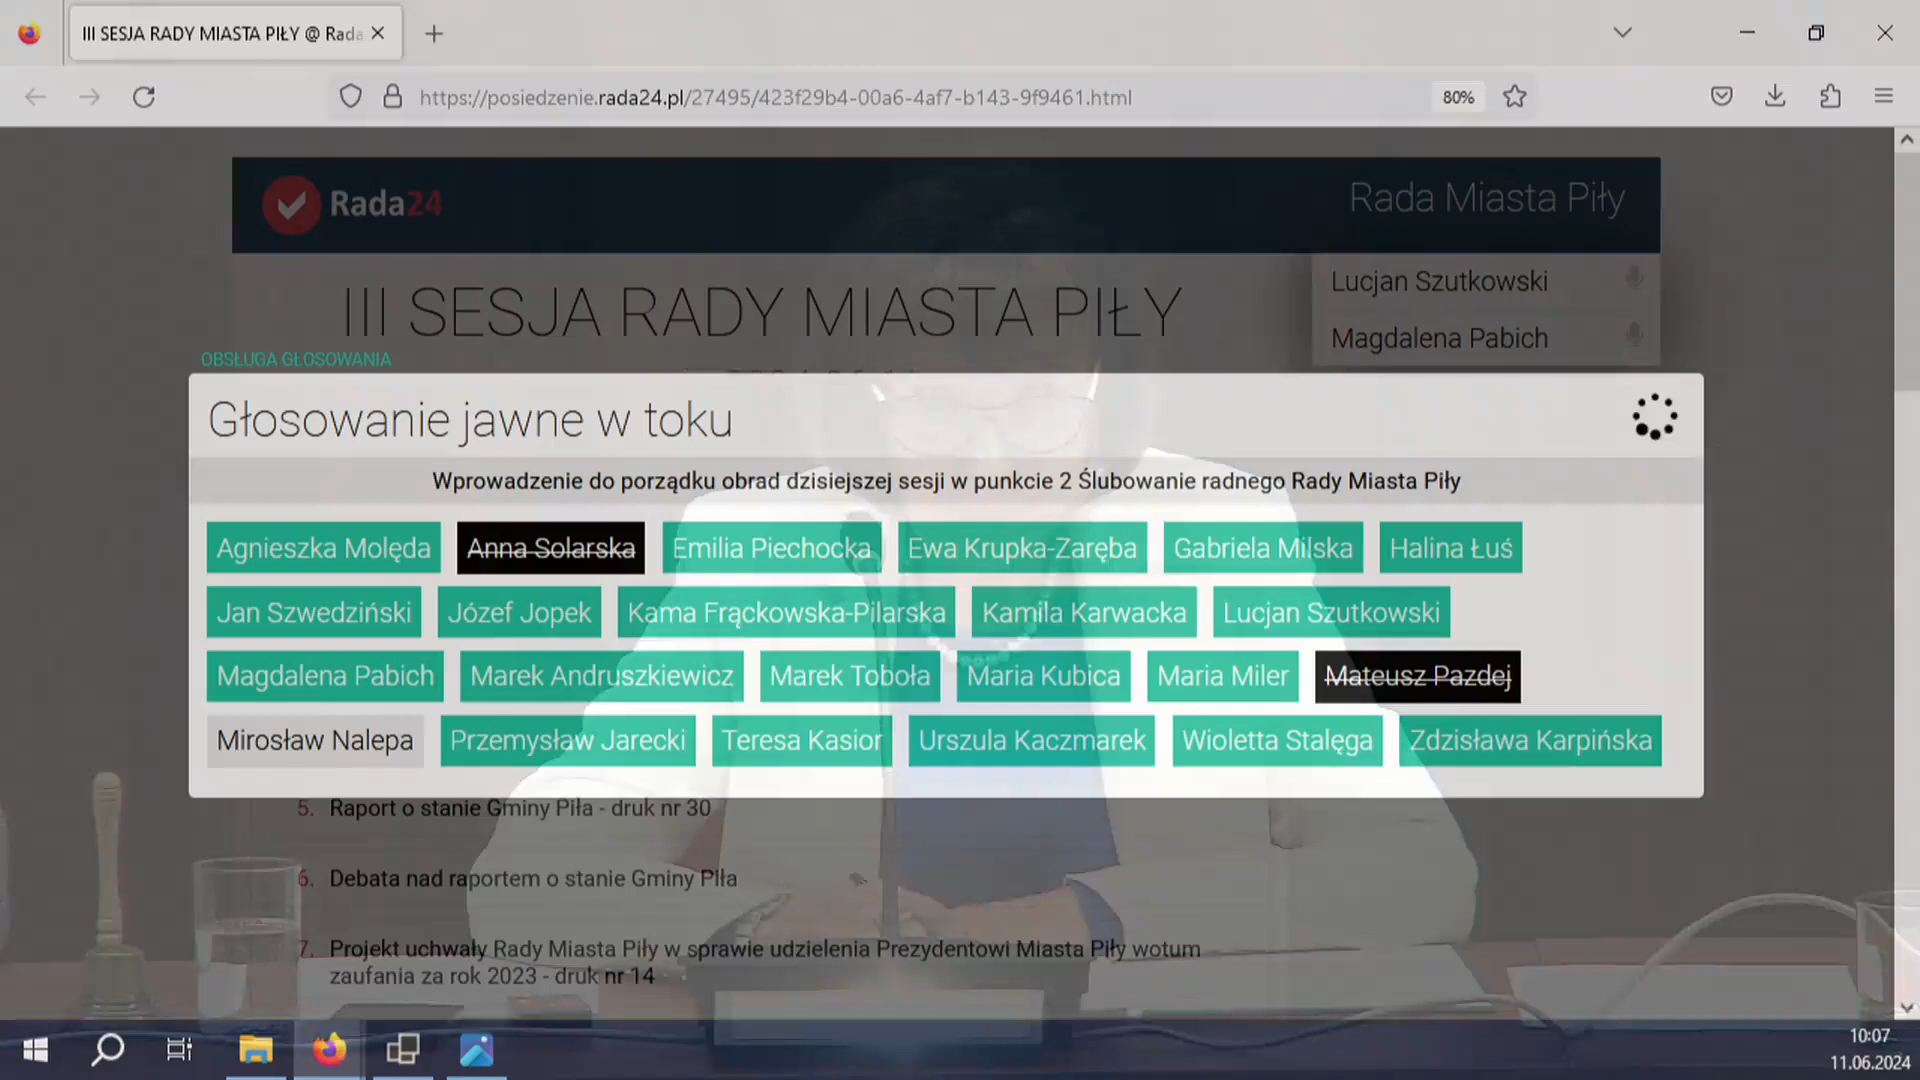 III SESJA RADY MIASTA PIŁY @ Rada
https://posiedzenie.rada24.pl/27495/423f29b4-00a6-4af7-b143-9f9461.html
80%
Rada24
Rada Miasta Piły
Lucjan Szutkowski
III SESJA RADY MIASTA PIŁY
Magdalena Pabich
OBSŁUGA GŁOSOWANIA
Głosowanie jawne w toku
Wprowadzenie do porządku obrad dzisiejszej sesji w punkcie 2 Ślubowanie radnego Rady Miasta Piły
Agnieszka Molęda Anna Solarska Emilia Piechocka Ewa Krupka-Zaręba Gabriela Milska Halina Łuś
Jan Szwedziński Józef Jopek Kama Frąckowska-Pilarska Kamila Karwacka Lucjan Szutkowski
Magdalena Pabich Marek Andruszkiewicz Marek Toboła Maria Kubica Maria Miler Mateusz Pazdej
Mirosław Nalepa Przemysław Jarecki Teresa Kasior Urszula Kaczmarek Wioletta Stalęga Zdzisława Karpińska
5. Raport o stanie Gminy Piła - druk nr 30
6. Debata nad raportem o stanie Gminy Piła
7. Projekt uchwały Rady Miasta Piły w sprawie udzielenia Prezydentowi Miasta Piły wotum
zaufania za rok 2023 - druk nr 14
10:07
11.06.2024